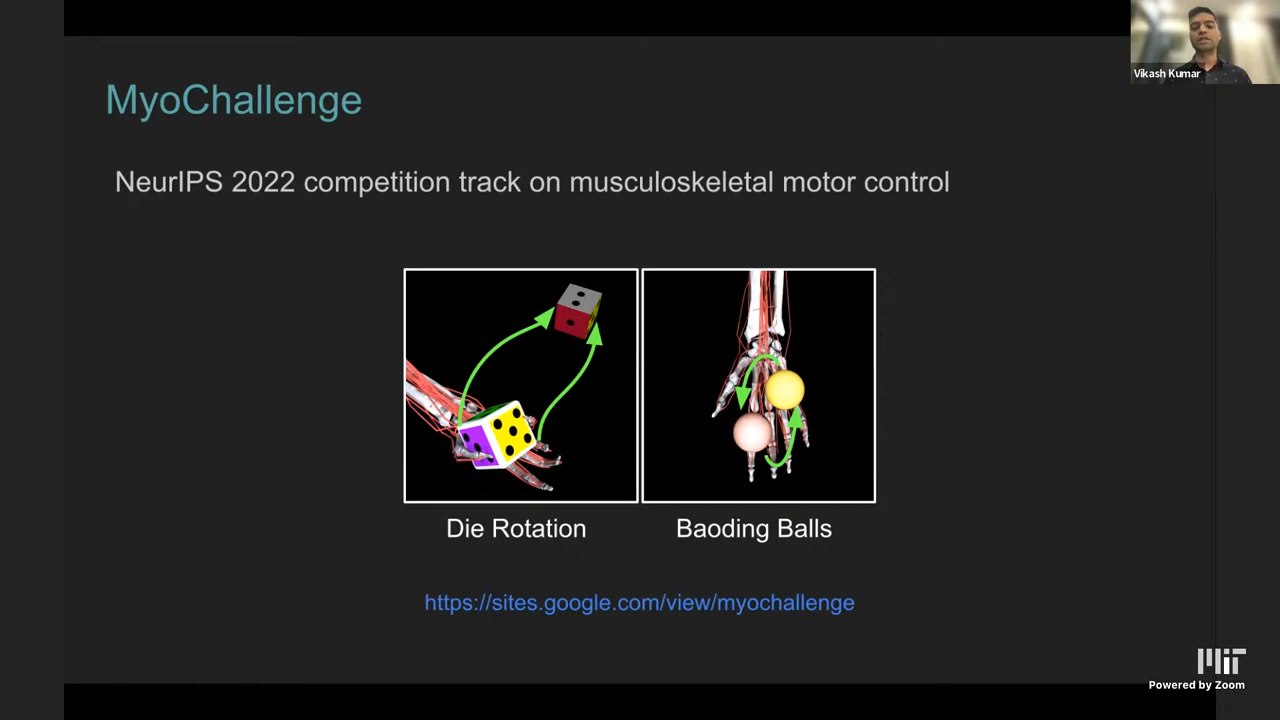 Vikash Kumar
MyoChallenge
NeurIPS 2022 competition track on musculoskeletal motor control
Die Rotation
Baoding Balls
https://sites.google.com/view/myochallenge
MIT
Powered by Zoom